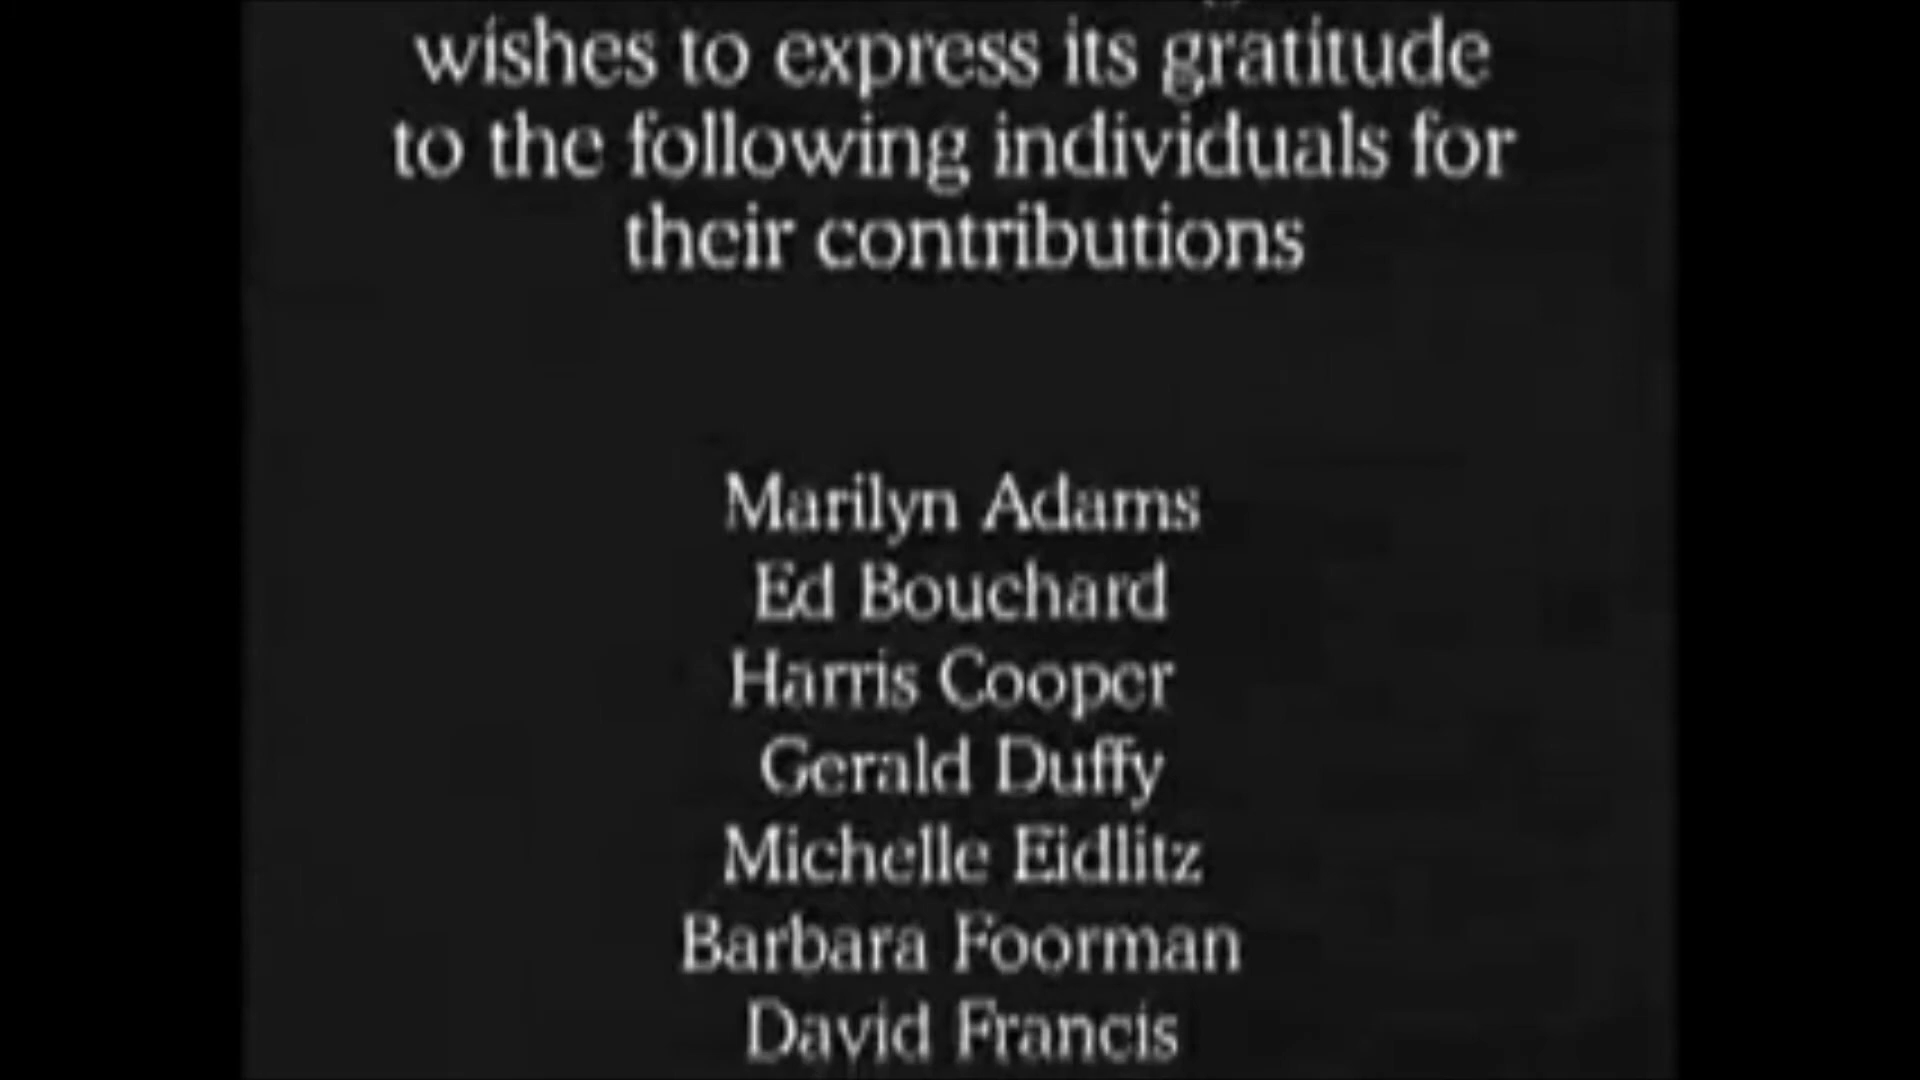 wishes to express its gratitude
to the following individuals for
their contributions
Marilyn Adams
Ed Bouchard
Harris Cooper
Gerald Duffy
Michelle Eidlitz
Barbara Foorman
David Francis